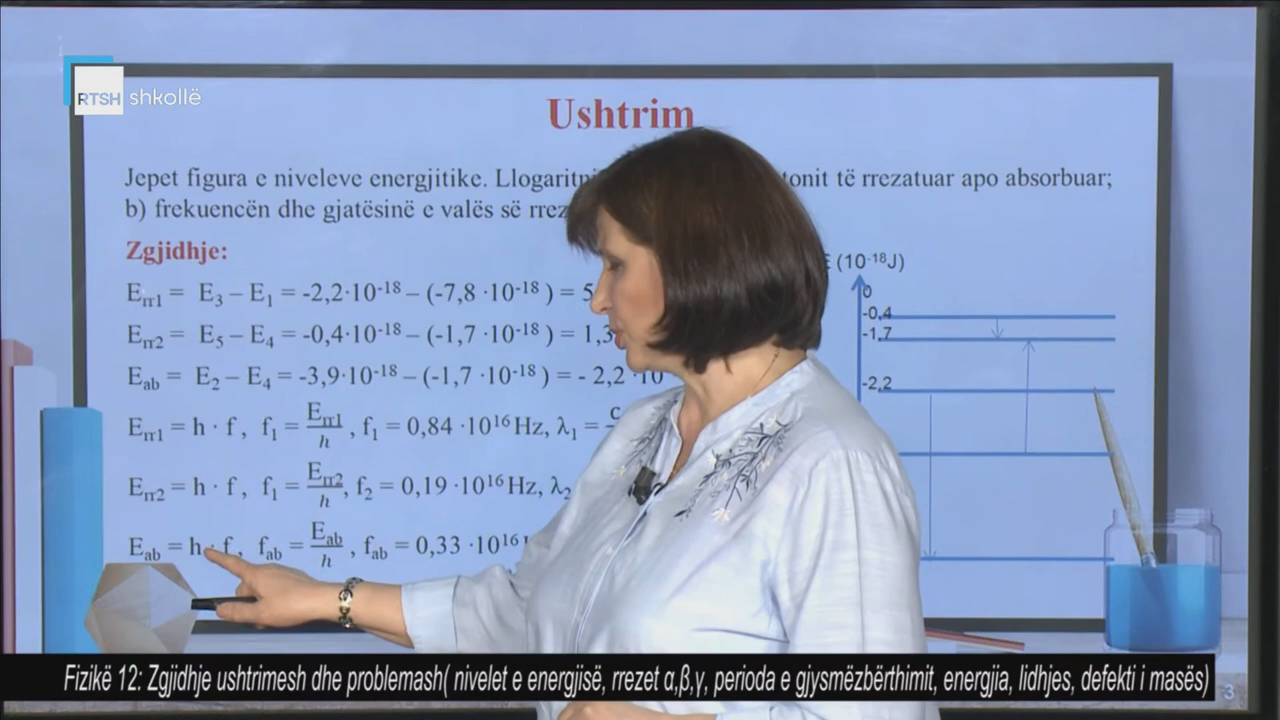 RTSH shkollë
Ushtrim
Jepet figura e niveleve energjitike. Llogaritni tonit të rrezatuar apo absorbuar;
b) frekuencën dhe gjatësinë e valës së rrez
Zgjidhje:
E (10⁻¹⁸J)
Eᵣᵣ₁ = E₃ – E₁ = -2,2·10⁻¹⁸ – (-7,8 ·10⁻¹⁸ ) = 5
Eᵣᵣ₂ = E₅ – E₄ = -0,4·10⁻¹⁸ – (-1,7 ·10⁻¹⁸ ) = 1,3
Eab = E₂ – E₄ = -3,9·10⁻¹⁸ – (-1,7 ·10⁻¹⁸ ) = - 2,2 ·10
Eᵣᵣ₁ = h · f , f₁ = Eᵣᵣ₁/h , f₁ = 0,84 ·10¹⁶ Hz, λ₁ = c
Eᵣᵣ₂ = h · f , f₁ = Eᵣᵣ₂/h , f₂ = 0,19 ·10¹⁶ Hz, λ₂
Eab = h · f , fab = Eab/h , fab = 0,33 ·10¹⁶
0
-0,4
-1,7
-2,2
Fizikë 12: Zgjidhje ushtrimesh dhe problemash( nivelet e energjisë, rrezet α,β,γ, perioda e gjysmëzbërthimit, energjia, lidhjes, defekti i masës)
3